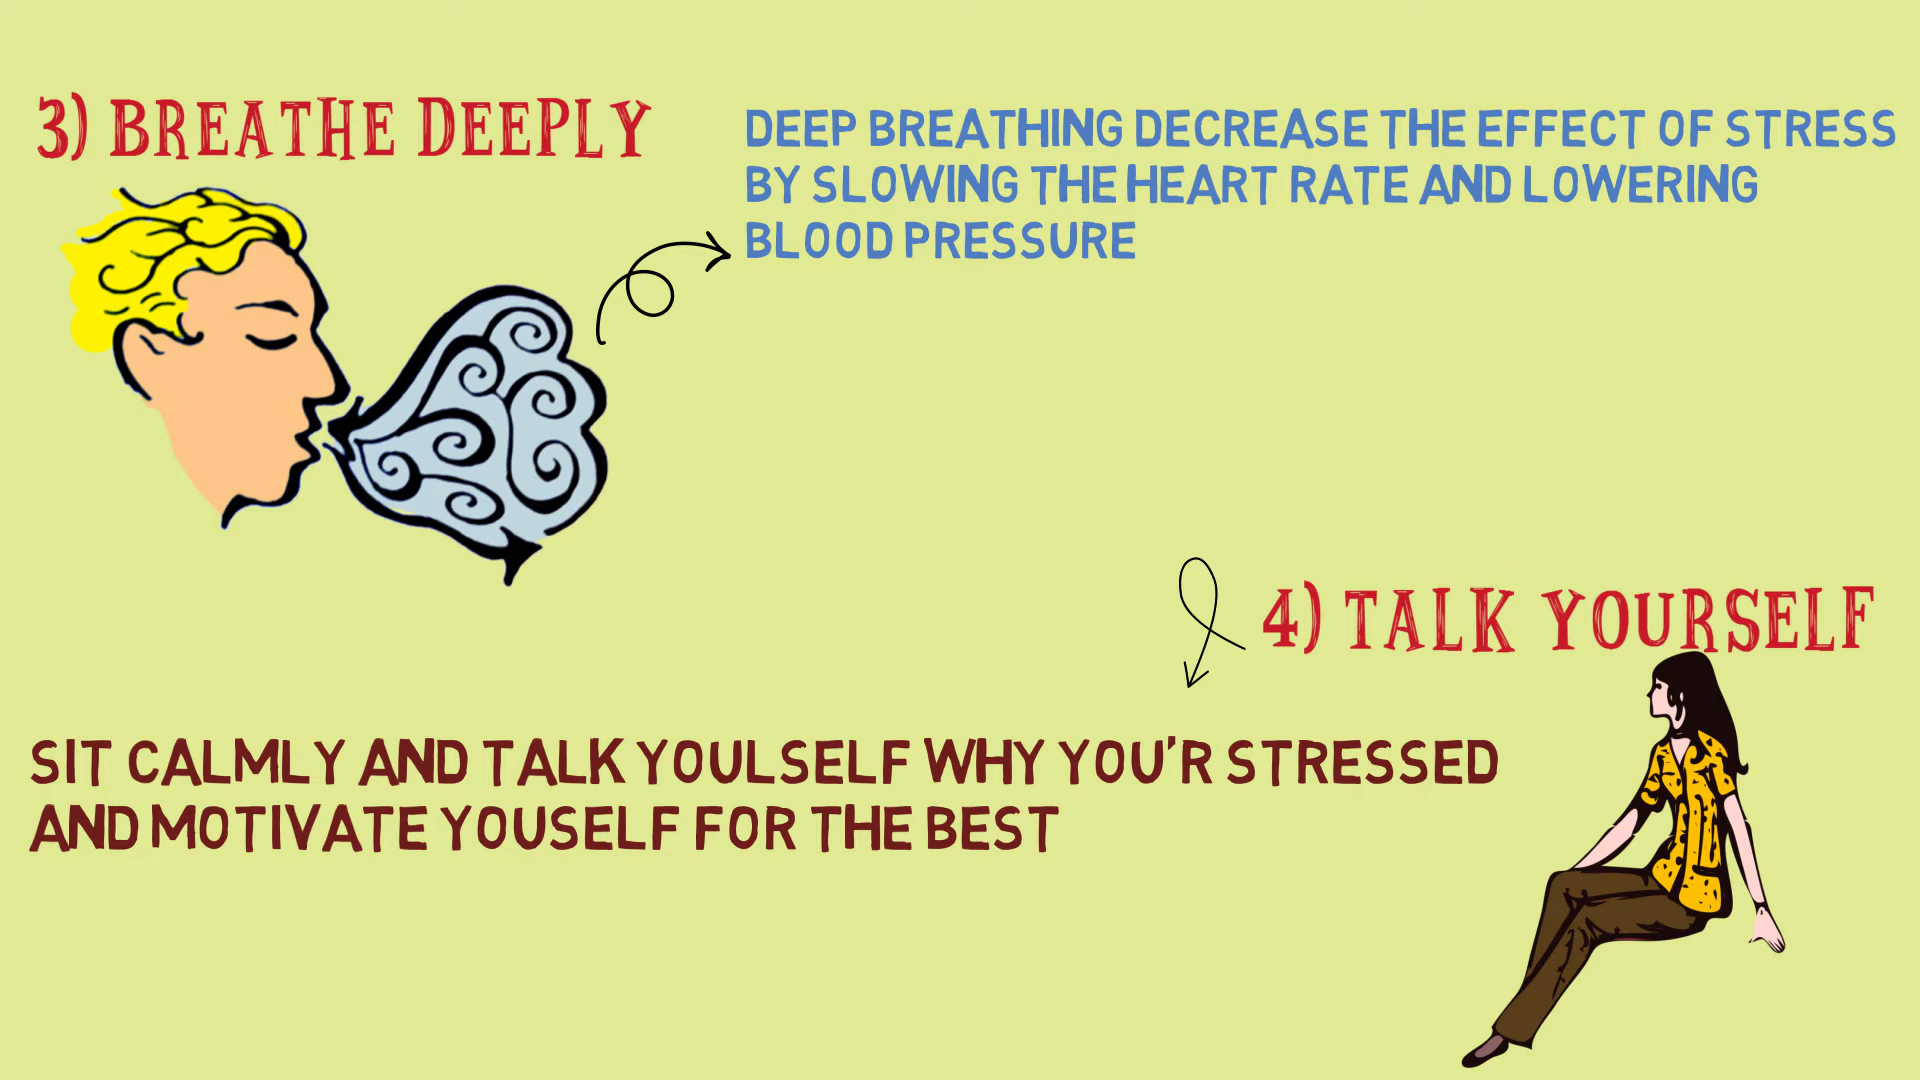 3) BREATHE DEEPLY
DEEP BREATHING DECREASE THE EFFECT OF STRESS
BY SLOWING THE HEART RATE AND LOWERING
BLOOD PRESSURE
4) TALK YOURSELF
SIT CALMLY AND TALK YOULSELF WHY YOU'R STRESSED
AND MOTIVATE YOUSELF FOR THE BEST